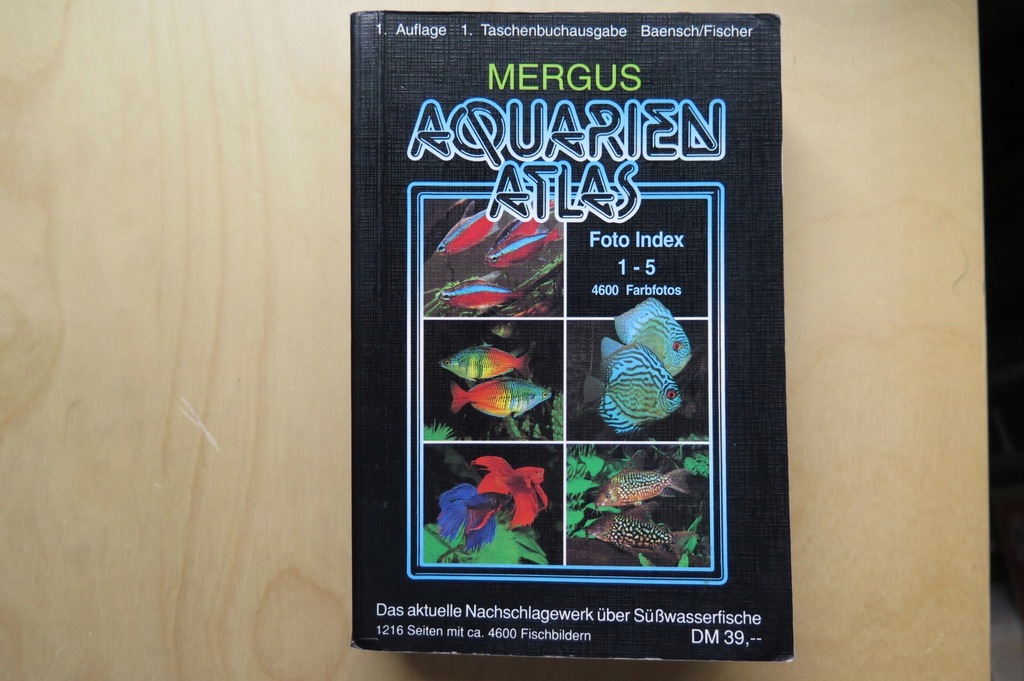 1. Auflage 1. Taschenbuchausgabe Baensch/Fischer
MERGUS
AQUARIEN
ATLAS
Foto Index
1 - 5
4600 Farbfotos
Das aktuelle Nachschlagewerk über Süßwasserfische
1216 Seiten mit ca. 4600 Fischbildern
DM 39,--